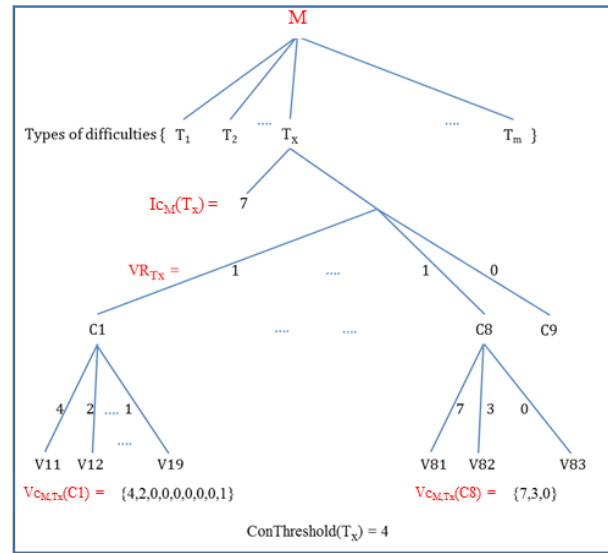 M
Types of difficulties { T1 T2 .... Tx .... Tm }
IcM(Tx) = 7
VRTx = 1 .... 1 0
C1 .... .... C8 C9
4 2 .... 1 7 3 0
....
V11 V12 V19 V81 V82 V83
VcM,Tx(C1) = {4,2,0,0,0,0,0,0,1} VcM,Tx(C8) = {7,3,0}
ConThreshold(Tx) = 4